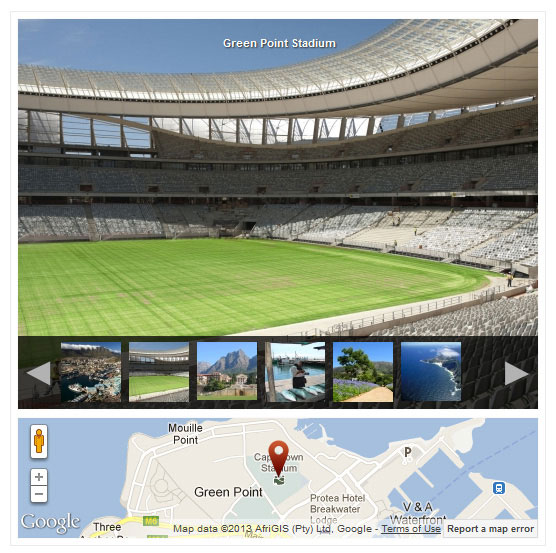 Green Point Stadium
Mouille
Point
P
Cape Town
Stadium
Green Point
Protea Hotel
Breakwater
Lodge
V & A
Waterfront
Google
Three
M6
Main
Map data ©2013 AfriGIS (Pty) Ltd, Google - Terms of Use
Report a map error